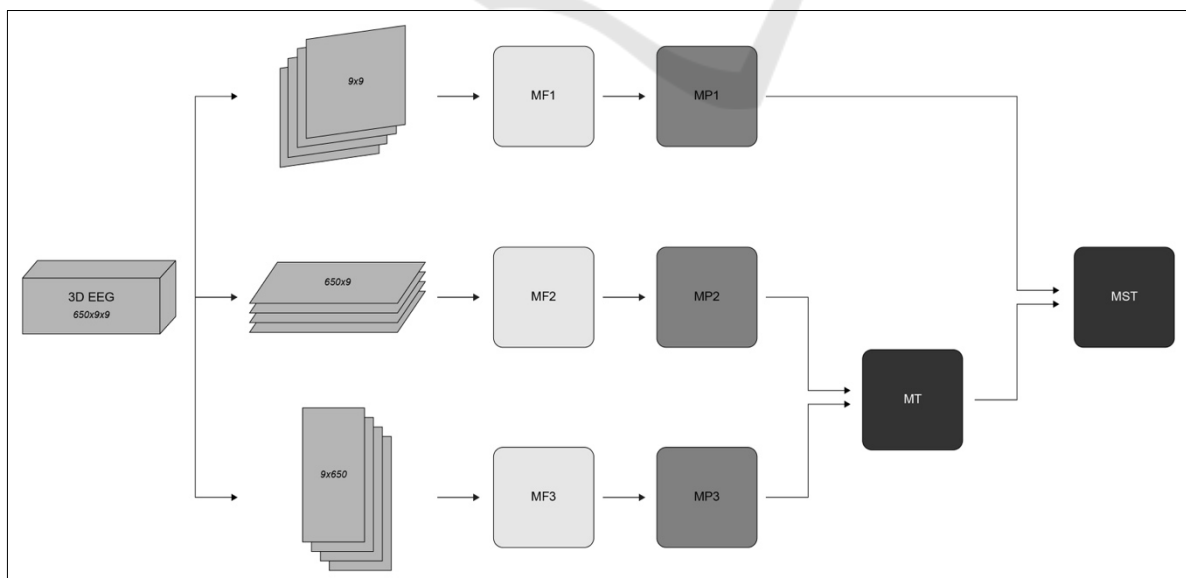 9x9
MF1
MP1
3D EEG
650x9x9
650x9
MF2
MP2
MST
MT
9x650
MF3
MP3